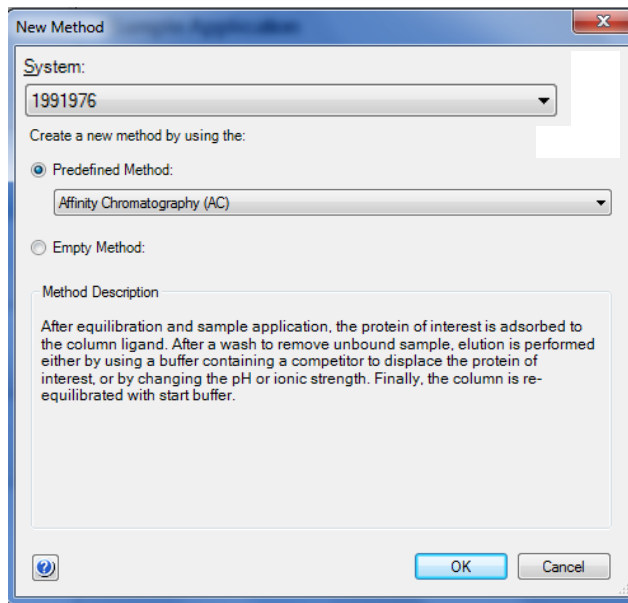 New Method
System:
1991976
Create a new method by using the:
Predefined Method:
Affinity Chromatography (AC)
Empty Method:
Method Description
After equilibration and sample application, the protein of interest is adsorbed to
the column ligand. After a wash to remove unbound sample, elution is performed
either by using a buffer containing a competitor to displace the protein of
interest, or by changing the pH or ionic strength. Finally, the column is re-
equilibrated with start buffer.
?
OK
Cancel